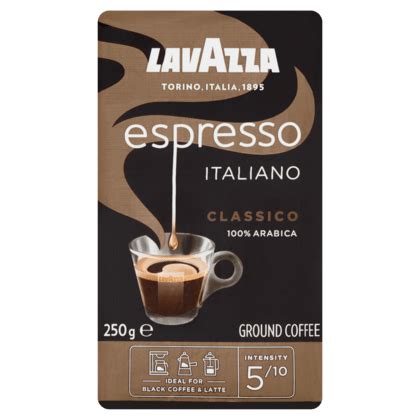 LAVAZZA
TORINO, ITALIA, 1895
espresso
ITALIANO
CLASSICO
100% ARABICA
250g ℮
GROUND COFFEE
IDEAL FOR
BLACK COFFEE & LATTE
INTENSITY
5/10